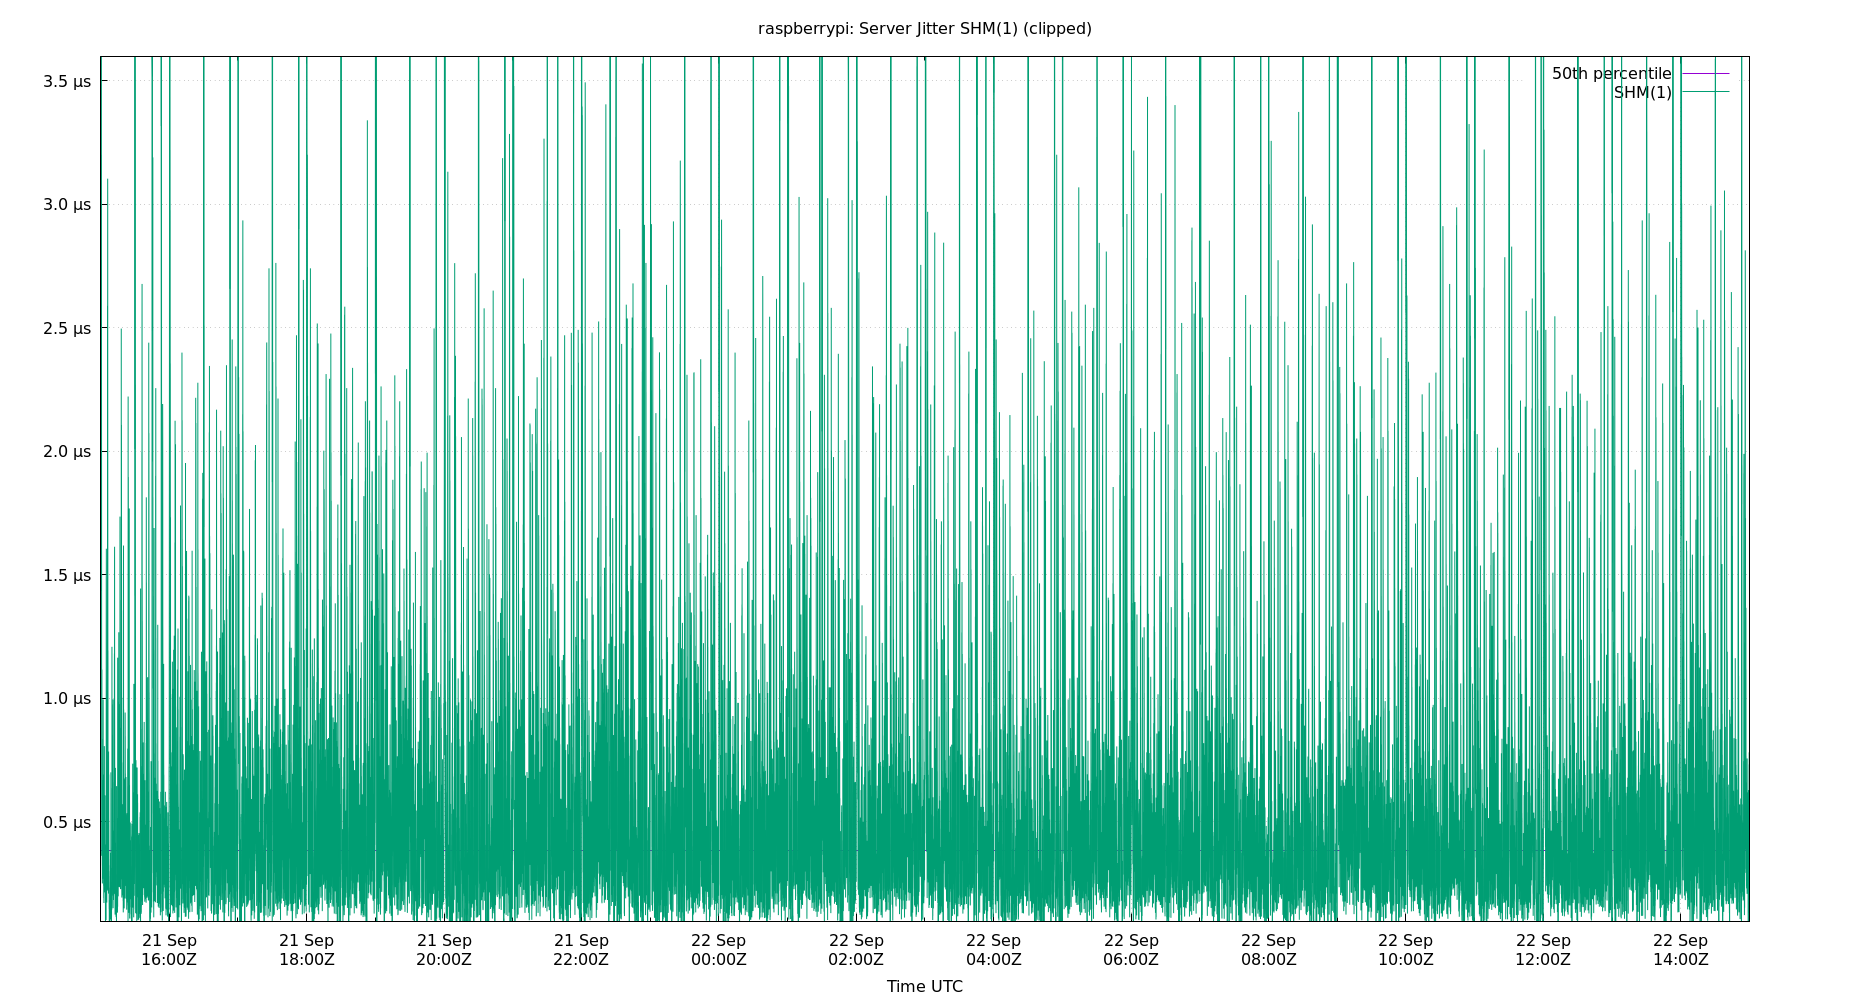 raspberrypi: Server Jitter SHM(1) (clipped)
50th percentile
SHM(1)
3.5 µs
3.0 µs
2.5 µs
2.0 µs
1.5 µs
1.0 µs
0.5 µs
21 Sep 21 Sep 21 Sep 21 Sep 22 Sep 22 Sep 22 Sep 22 Sep 22 Sep 22 Sep 22 Sep 22 Sep
16:00Z 18:00Z 20:00Z 22:00Z 00:00Z 02:00Z 04:00Z 06:00Z 08:00Z 10:00Z 12:00Z 14:00Z
Time UTC